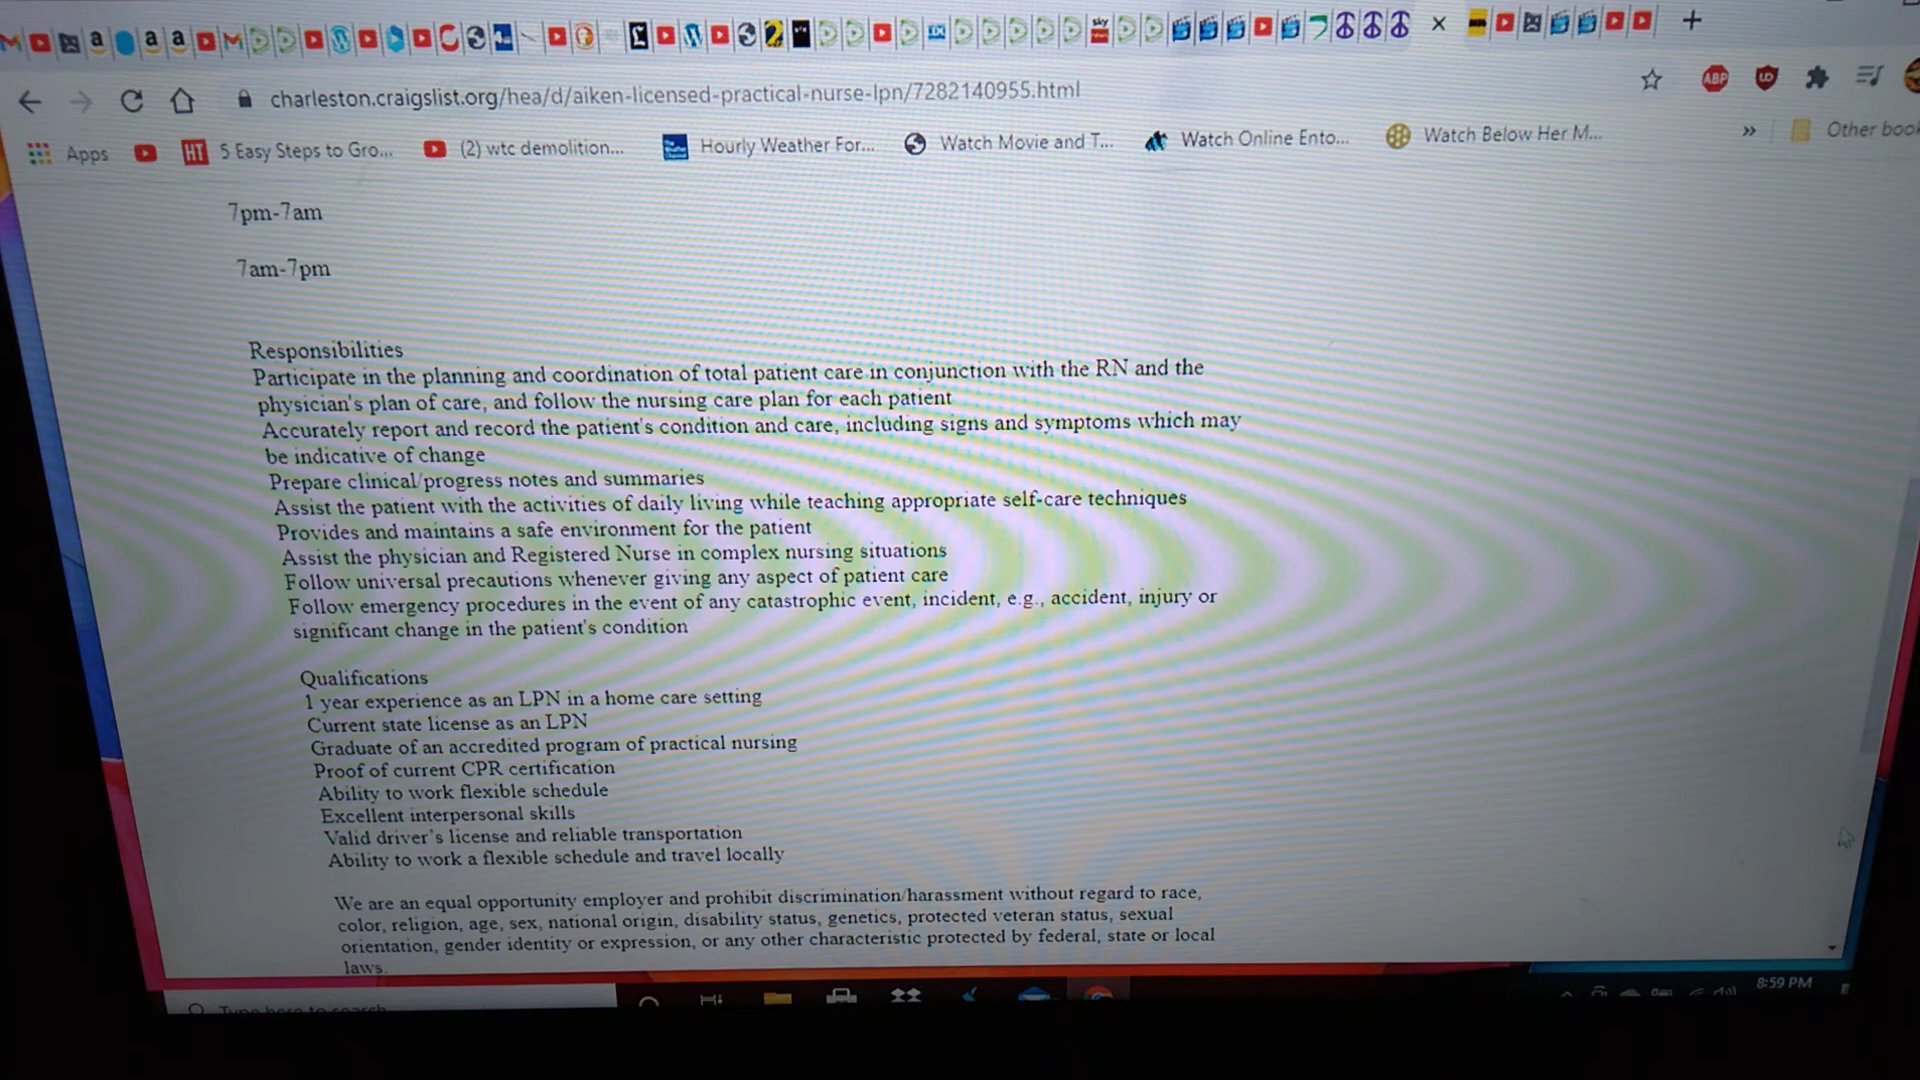 charleston.craigslist.org/hea/d/aiken-licensed-practical-nurse-lpn/7282140955.html
ABP
Apps
HT
5 Easy Steps to Gro...
(2) wtc demolition...
Hourly Weather For...
Watch Movie and T...
Watch Online Ento...
Watch Below Her M...
»
Other book
7pm-7am
7am-7pm
Responsibilities
Participate in the planning and coordination of total patient care in conjunction with the RN and the
physician's plan of care, and follow the nursing care plan for each patient
Accurately report and record the patient's condition and care, including signs and symptoms which may
be indicative of change
Prepare clinical/progress notes and summaries
Assist the patient with the activities of daily living while teaching appropriate self-care techniques
Provides and maintains a safe environment for the patient
Assist the physician and Registered Nurse in complex nursing situations
Follow universal precautions whenever giving any aspect of patient care
Follow emergency procedures in the event of any catastrophic event, incident, e.g., accident, injury or
significant change in the patient's condition
Qualifications
1 year experience as an LPN in a home care setting
Current state license as an LPN
Graduate of an accredited program of practical nursing
Proof of current CPR certification
Ability to work flexible schedule
Excellent interpersonal skills
Valid driver's license and reliable transportation
Ability to work a flexible schedule and travel locally
We are an equal opportunity employer and prohibit discrimination/harassment without regard to race,
color, religion, age, sex, national origin, disability status, genetics, protected veteran status, sexual
orientation, gender identity or expression, or any other characteristic protected by federal, state or local
laws.
Type here to search
8:59 PM